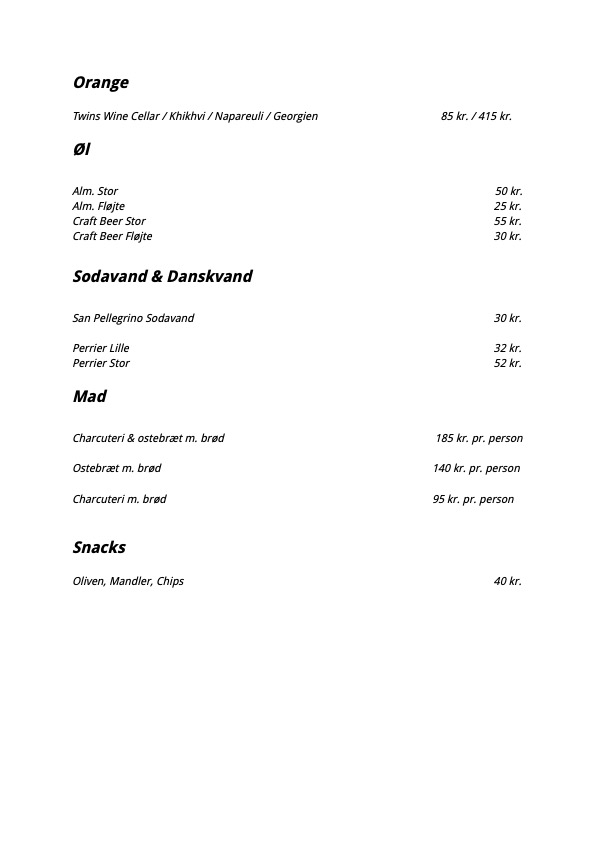 Orange
Twins Wine Cellar / Khikhvi / Napareuli / Georgien 85 kr. / 415 kr.
Øl
Alm. Stor 50 kr.
Alm. Fløjte 25 kr.
Craft Beer Stor 55 kr.
Craft Beer Fløjte 30 kr.
Sodavand & Danskvand
San Pellegrino Sodavand 30 kr.
Perrier Lille 32 kr.
Perrier Stor 52 kr.
Mad
Charcuteri & ostebræt m. brød 185 kr. pr. person
Ostebræt m. brød 140 kr. pr. person
Charcuteri m. brød 95 kr. pr. person
Snacks
Oliven, Mandler, Chips 40 kr.